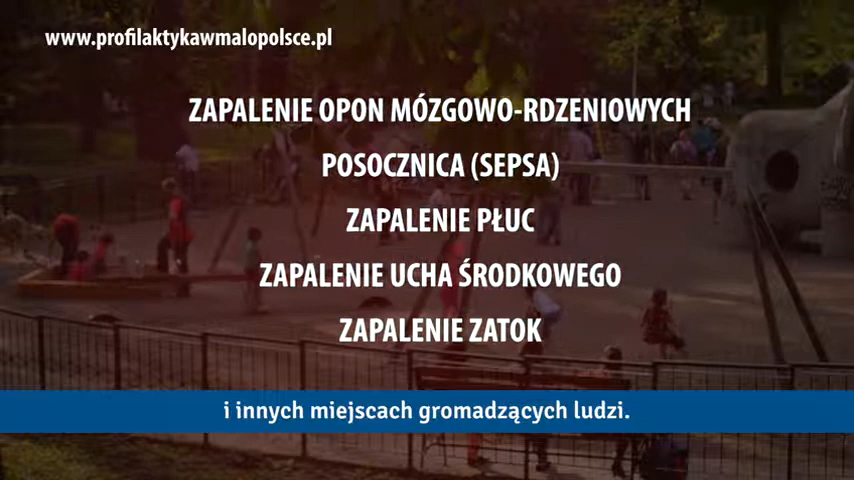 www.profilaktykawmalopolsce.pl
ZAPALENIE OPON MÓZGOWO-RDZENIOWYCH
POSOCZNICA (SEPSA)
ZAPALENIE PŁUC
ZAPALENIE UCHA ŚRODKOWEGO
ZAPALENIE ZATOK
i innych miejscach gromadzących ludzi.